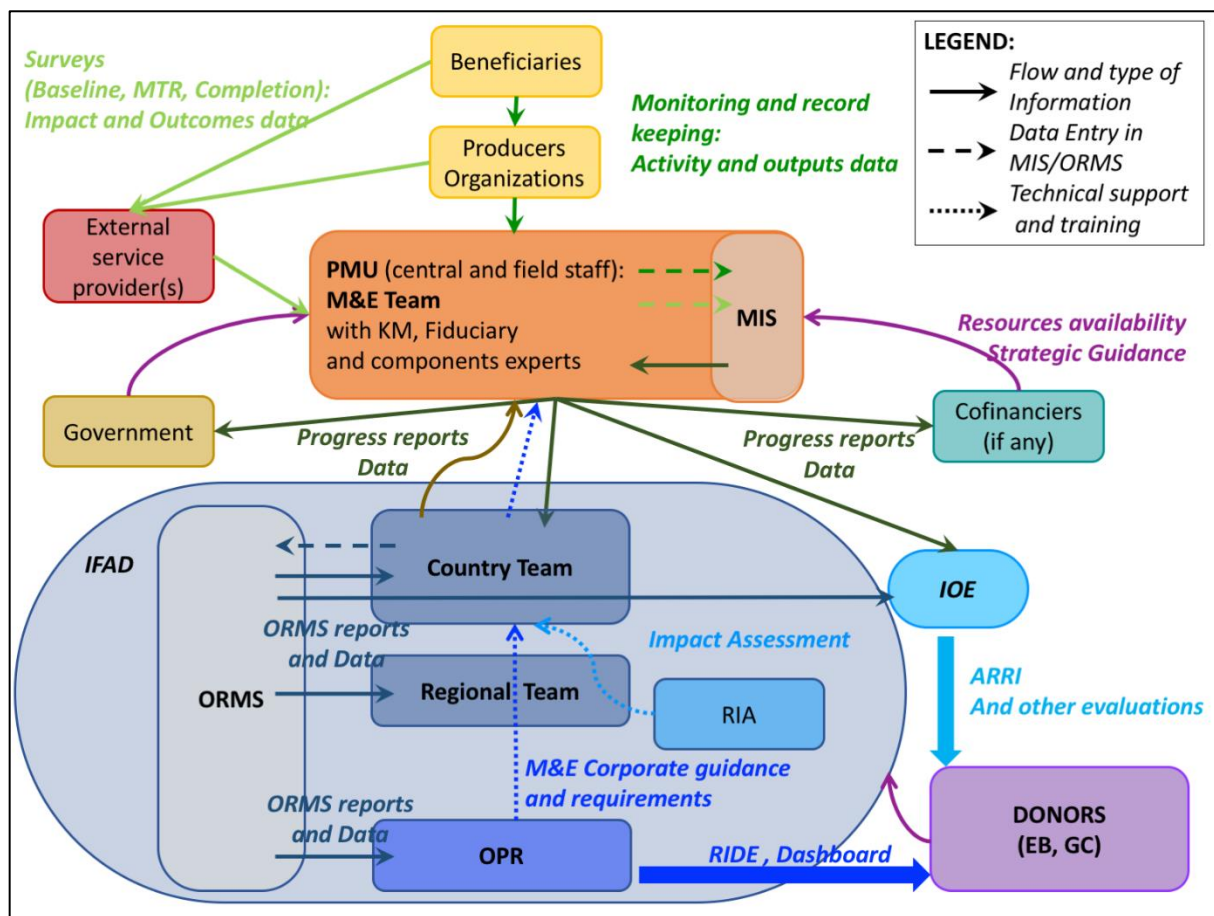 Surveys
(Baseline, MTR, Completion):
Impact and Outcomes data
Beneficiaries
Monitoring and record
keeping:
Activity and outputs data
Producers
Organizations
LEGEND:
Flow and type of
Information
Data Entry in
MIS/ORMS
Technical support
and training
External
service
provider(s)
PMU (central and field staff):
M&E Team
with KM, Fiduciary
and components experts
MIS
Resources availability
Strategic Guidance
Government
Progress reports
Data
Progress reports
Data
Cofinanciers
(if any)
IFAD
Country Team
IOE
ORMS reports
and Data
Impact Assessment
ORMS
Regional Team
RIA
ARRI
And other evaluations
M&E Corporate guidance
and requirements
ORMS reports
and Data
OPR
RIDE , Dashboard
DONORS
(EB, GC)